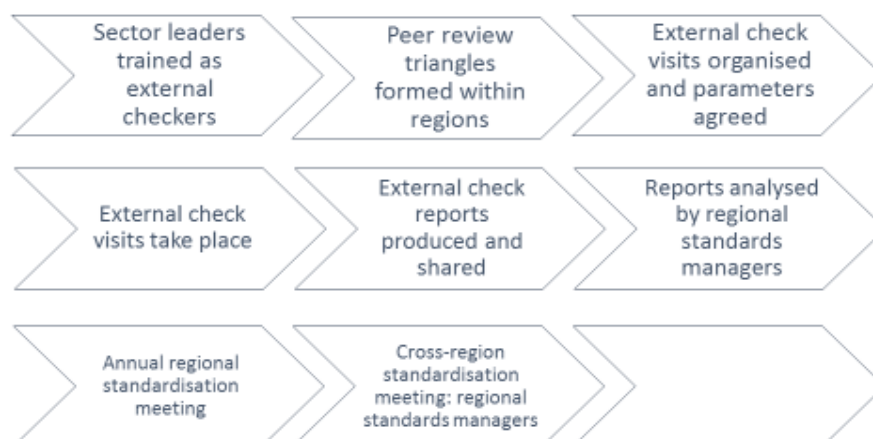 Sector leaders
trained as
external
checkers
Peer review
triangles
formed within
regions
External check
visits organised
and parameters
agreed
External check
visits take place
External check
reports
produced and
shared
Reports analysed
by regional
standards
managers
Annual regional
standardisation
meeting
Cross-region
standardisation
meeting: regional
standards managers